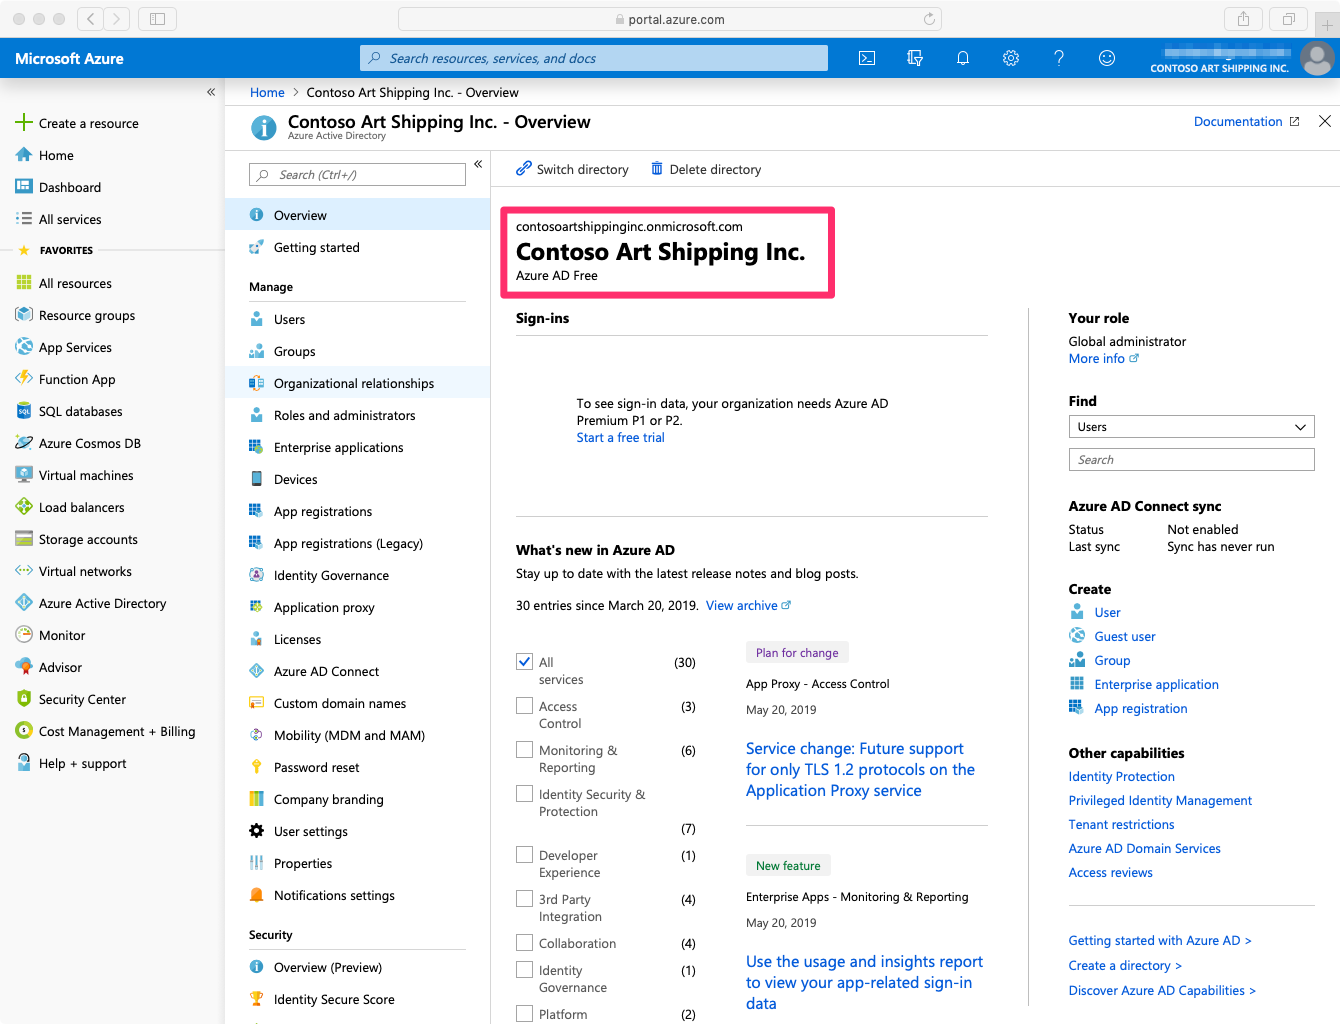 portal.azure.com
Microsoft Azure
Search resources, services, and docs
CONTOSO ART SHIPPING INC.
Create a resource
Home
Dashboard
All services
FAVORITES
All resources
Resource groups
App Services
Function App
SQL databases
Azure Cosmos DB
Virtual machines
Load balancers
Storage accounts
Virtual networks
Azure Active Directory
Monitor
Advisor
Security Center
Cost Management + Billing
Help + support
Home > Contoso Art Shipping Inc. - Overview
Contoso Art Shipping Inc. - Overview
Azure Active Directory
Documentation
Search (Ctrl+/)
Overview
Getting started
Manage
Users
Groups
Organizational relationships
Roles and administrators
Enterprise applications
Devices
App registrations
App registrations (Legacy)
Identity Governance
Application proxy
Licenses
Azure AD Connect
Custom domain names
Mobility (MDM and MAM)
Password reset
Company branding
User settings
Properties
Notifications settings
Security
Overview (Preview)
Identity Secure Score
Switch directory
Delete directory
contosoartshippinginc.onmicrosoft.com
Contoso Art Shipping Inc.
Azure AD Free
Sign-ins
To see sign-in data, your organization needs Azure AD
Premium P1 or P2.
Start a free trial
What's new in Azure AD
Stay up to date with the latest release notes and blog posts.
30 entries since March 20, 2019. View archive
All services (30)
Access Control (3)
Monitoring & Reporting (6)
Identity Security & Protection (7)
Developer Experience (1)
3rd Party Integration (4)
Collaboration (4)
Identity Governance (1)
Platform (2)
Plan for change
App Proxy - Access Control
May 20, 2019
Service change: Future support
for only TLS 1.2 protocols on the
Application Proxy service
New feature
Enterprise Apps - Monitoring & Reporting
May 20, 2019
Use the usage and insights report
to view your app-related sign-in
data
Your role
Global administrator
More info
Find
Users
Search
Azure AD Connect sync
Status Not enabled
Last sync Sync has never run
Create
User
Guest user
Group
Enterprise application
App registration
Other capabilities
Identity Protection
Privileged Identity Management
Tenant restrictions
Azure AD Domain Services
Access reviews
Getting started with Azure AD >
Create a directory >
Discover Azure AD Capabilities >